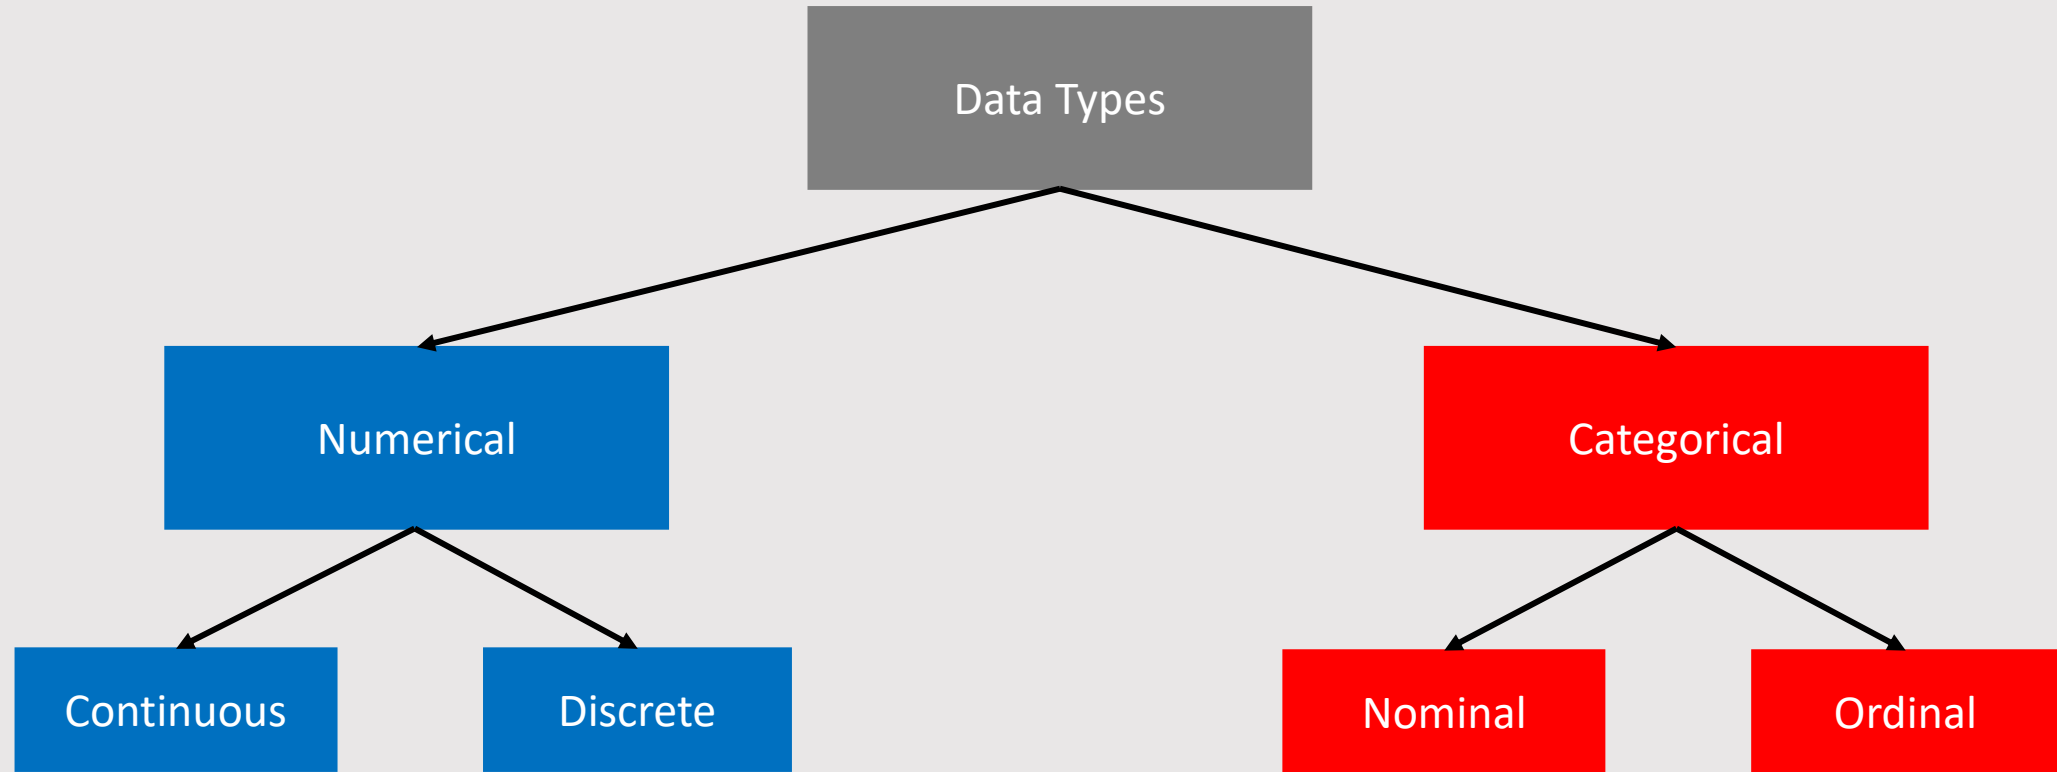 Data Types
Numerical
Categorical
Continuous
Discrete
Nominal
Ordinal